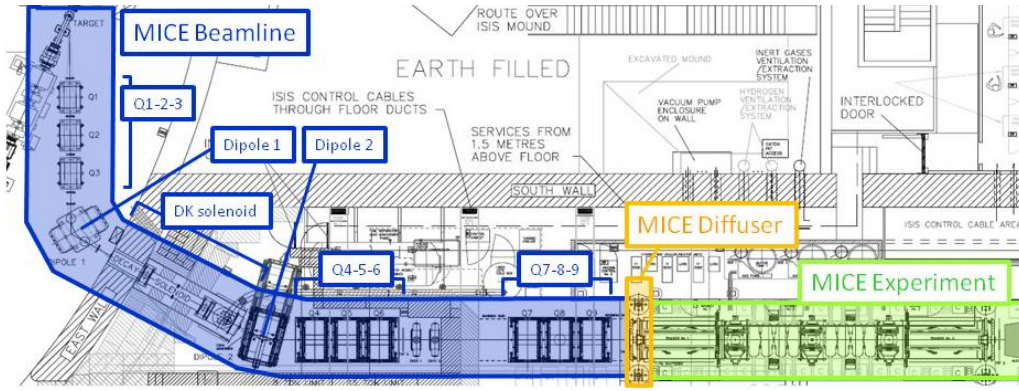 TARGET
MICE Beamline
ROUTE OVER
ISIS MOUND
EARTH FILLED
EXCAVATED MOUND
INERT GASES
VENTILATION
/EXTRACTION
SYSTEM
HYDROGEN
VENTILATION
/EXTRACTION
SYSTEM
Q1
Q1-2-3
Q2
Q3
ISIS CONTROL CABLES
THROUGH FLOOR DUCTS
VACUUM PUMP
ENCLOSURE
ON WALL
INTERLOCKED
DOOR
SERVICES FROM
1.5 METRES
ABOVE FLOOR
Dipole 1
Dipole 2
SOUTH WALL
DK solenoid
MICE Diffuser
ISIS CONTROL CABLE AREA
DIPOLE 1
DECAY
SOLENOID
Q4-5-6
Q7-8-9
MICE Experiment
EAST WAL
Q4
Q5
Q6
Q7
Q8
Q9
DIPOLE 2